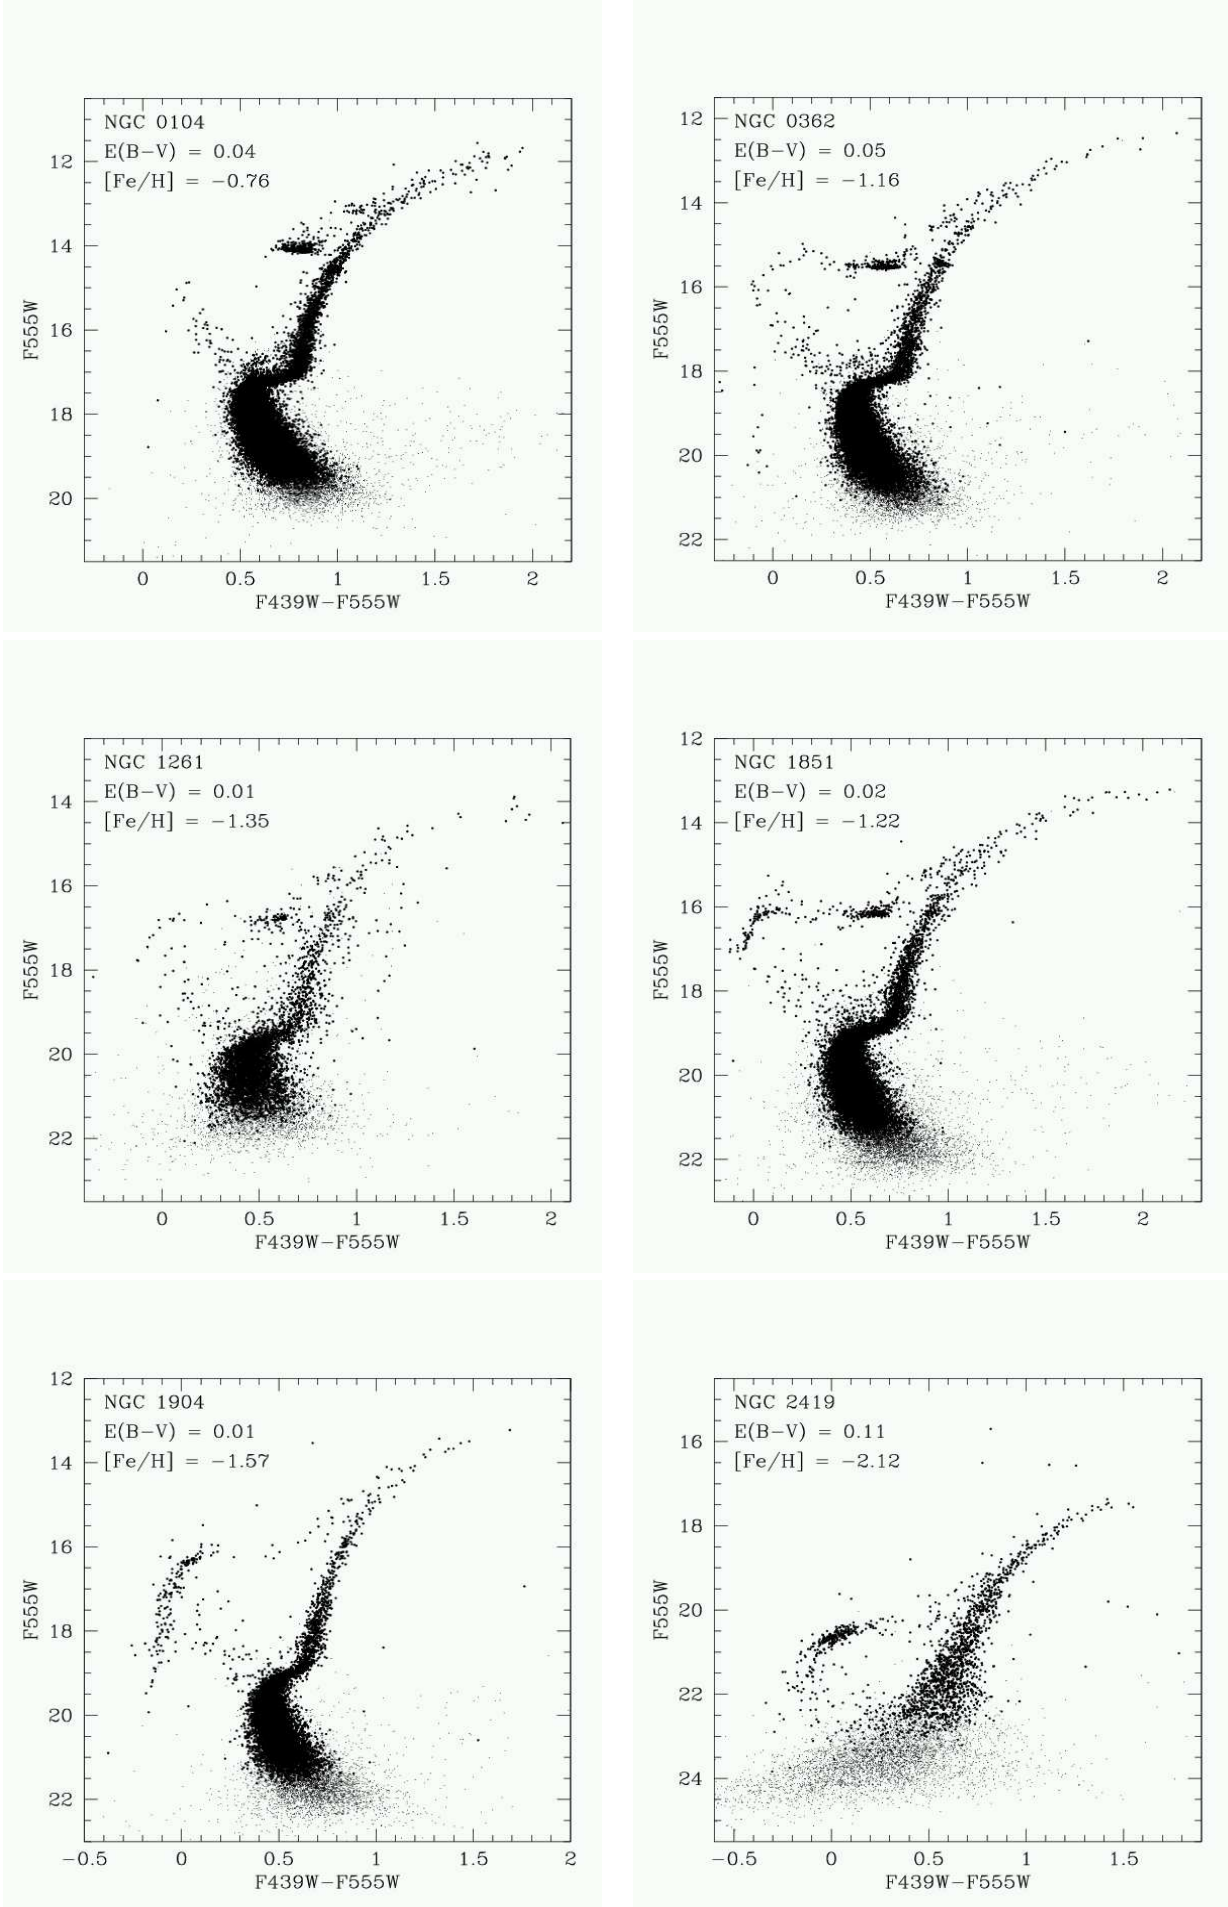 NGC 0104
E(B−V) = 0.04
[Fe/H] = −0.76
12
14
16
18
20
F555W
0 0.5 1 1.5 2
F439W−F555W
NGC 0362
E(B−V) = 0.05
[Fe/H] = −1.16
12
14
16
18
20
22
F555W
0 0.5 1 1.5 2
F439W−F555W
NGC 1261
E(B−V) = 0.01
[Fe/H] = −1.35
14
16
18
20
22
F555W
0 0.5 1 1.5 2
F439W−F555W
NGC 1851
E(B−V) = 0.02
[Fe/H] = −1.22
12
14
16
18
20
22
F555W
0 0.5 1 1.5 2
F439W−F555W
NGC 1904
E(B−V) = 0.01
[Fe/H] = −1.57
12
14
16
18
20
22
F555W
−0.5 0 0.5 1 1.5 2
F439W−F555W
NGC 2419
E(B−V) = 0.11
[Fe/H] = −2.12
16
18
20
22
24
F555W
−0.5 0 0.5 1 1.5
F439W−F555W